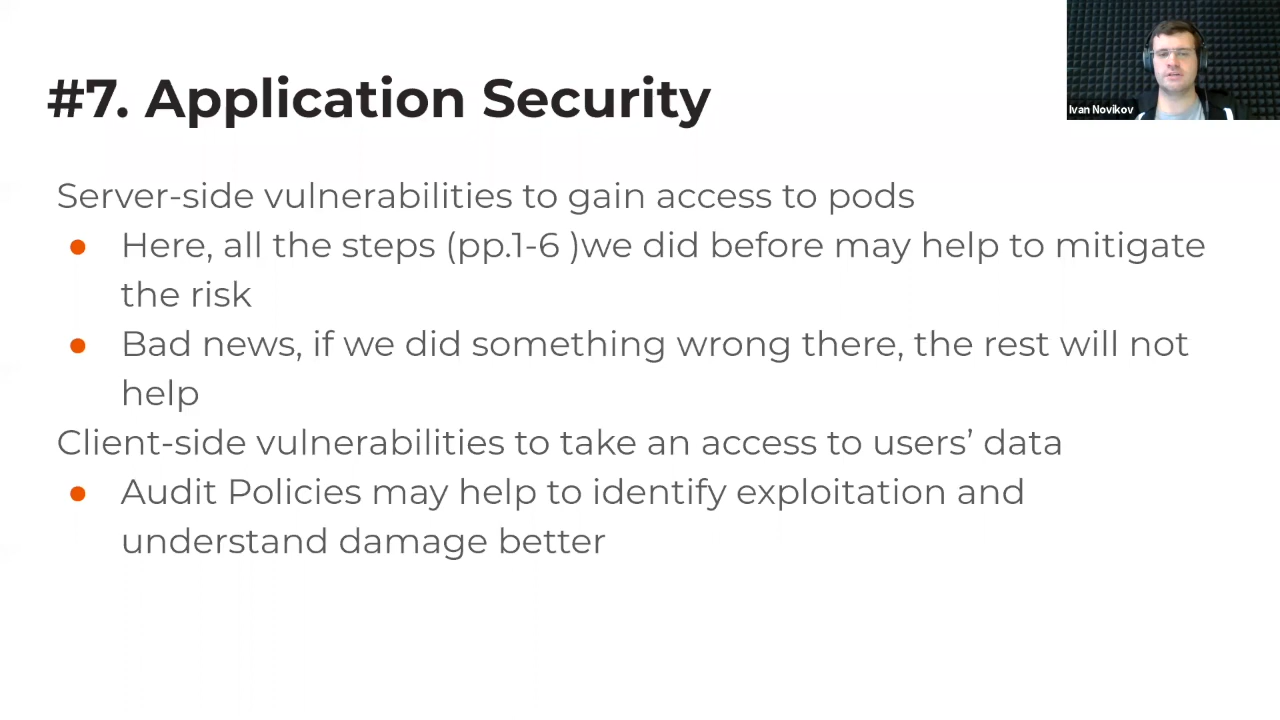 #7. Application Security
Ivan Novikov
Server-side vulnerabilities to gain access to pods
● Here, all the steps (pp.1-6 )we did before may help to mitigate
the risk
● Bad news, if we did something wrong there, the rest will not
help
Client-side vulnerabilities to take an access to users’ data
● Audit Policies may help to identify exploitation and
understand damage better